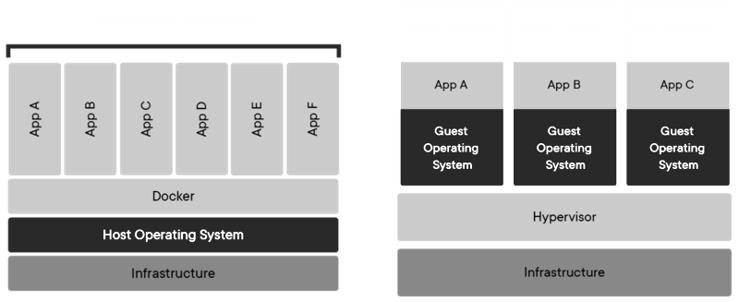 App A
App B
App C
App D
App E
App F
Docker
Host Operating System
Infrastructure
App A
Guest
Operating
System
App B
Guest
Operating
System
App C
Guest
Operating
System
Hypervisor
Infrastructure